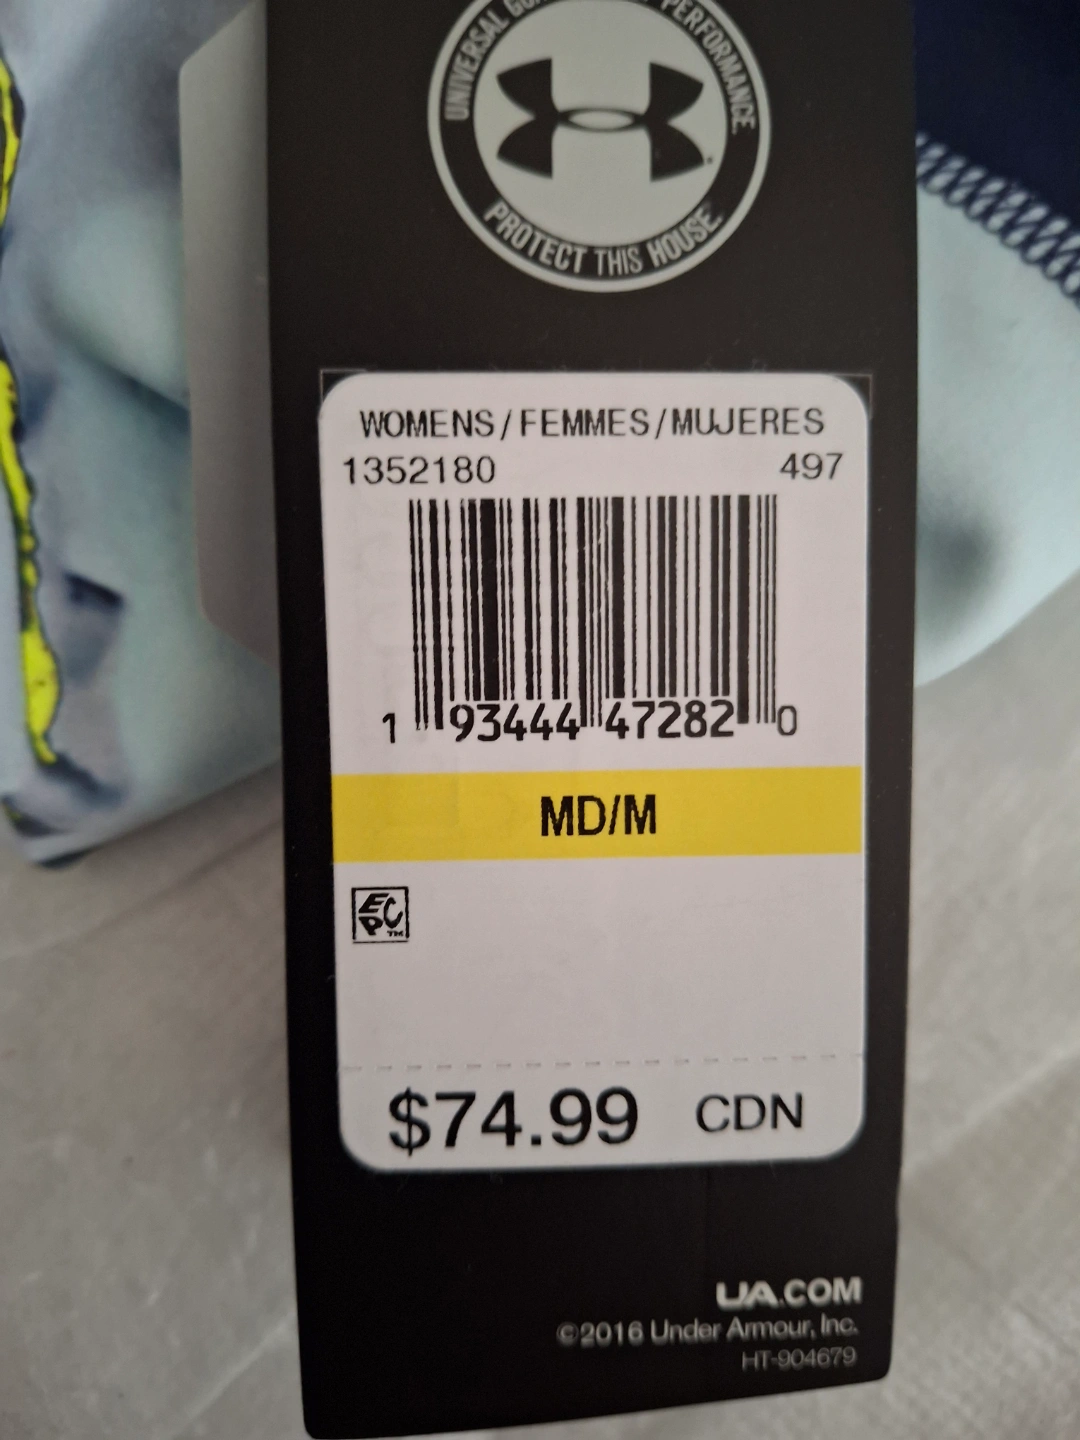 UNIVERSAL PERFORMANCE.
PROTECT THIS HOUSE
WOMENS/FEMMES/MUJERES
1352180 497
1 93444 47282 0
MD/M
EPC™
$74.99 CDN
UA.COM
©2016 Under Armour, Inc.
HT-904679